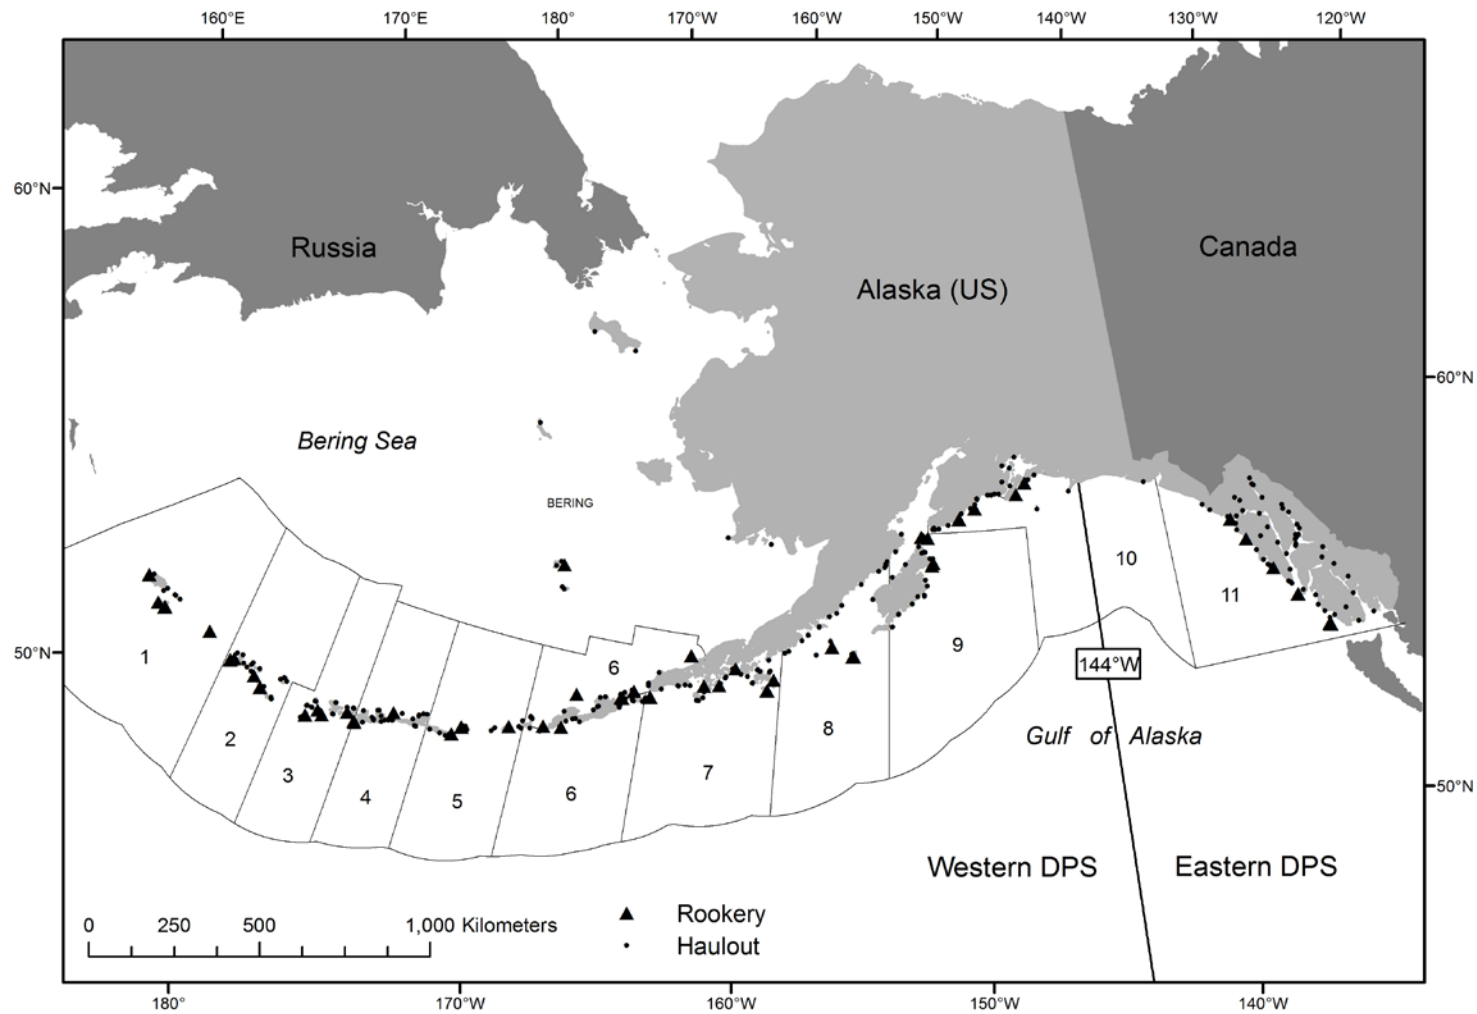 160°E 170°E 180° 170°W 160°W 150°W 140°W 130°W 120°W
60°N
Russia
Canada
Alaska (US)
60°N
Bering Sea
BERING
10
11
9
50°N
1
6
144°W
2
8
Gulf of Alaska
3
7
4
5
6
50°N
Western DPS
Eastern DPS
0 250 500 1,000 Kilometers
Rookery
Haulout
180° 170°W 160°W 150°W 140°W